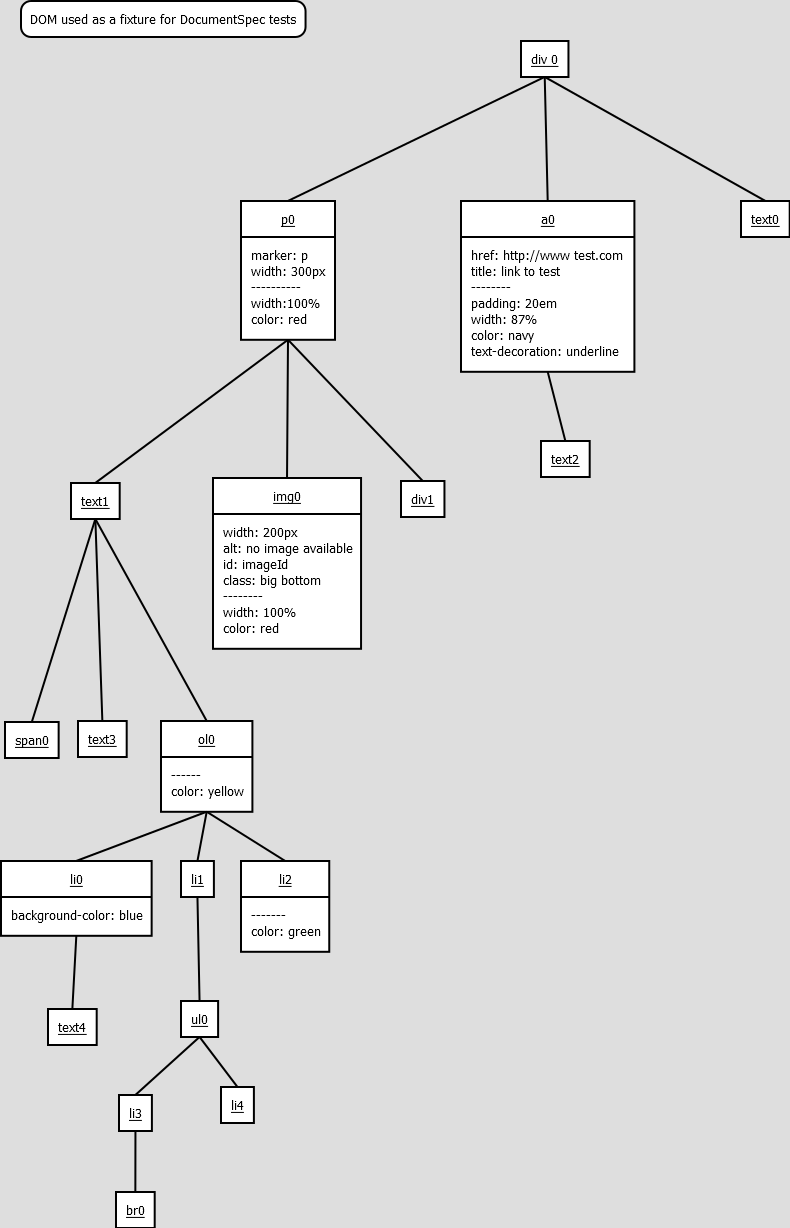 DOM used as a fixture for DocumentSpec tests
div 0
p0
marker: p
width: 300px
----------
width:100%
color: red
a0
href: http://www test.com
title: link to test
--------
padding: 20em
width: 87%
color: navy
text-decoration: underline
text0
text2
text1
img0
width: 200px
alt: no image available
id: imageId
class: big bottom
--------
width: 100%
color: red
div1
span0
text3
ol0
------
color: yellow
li0
background-color: blue
li1
li2
-------
color: green
text4
ul0
li3
li4
br0